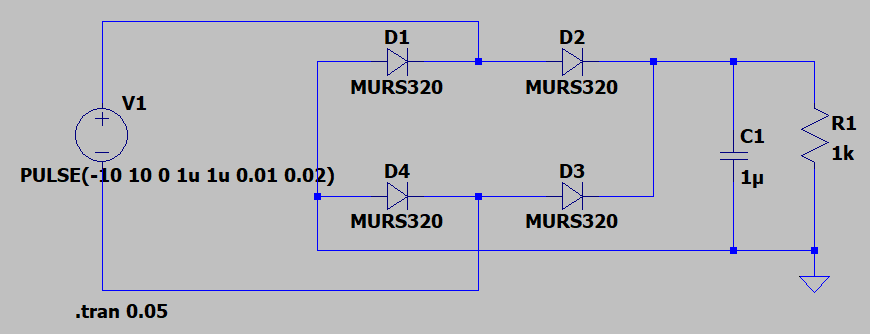 D1
D2
MURS320
MURS320
V1
R1
C1
1k
PULSE(-10 10 0 1u 1u 0.01 0.02)
D4
D3
1µ
MURS320
MURS320
.tran 0.05